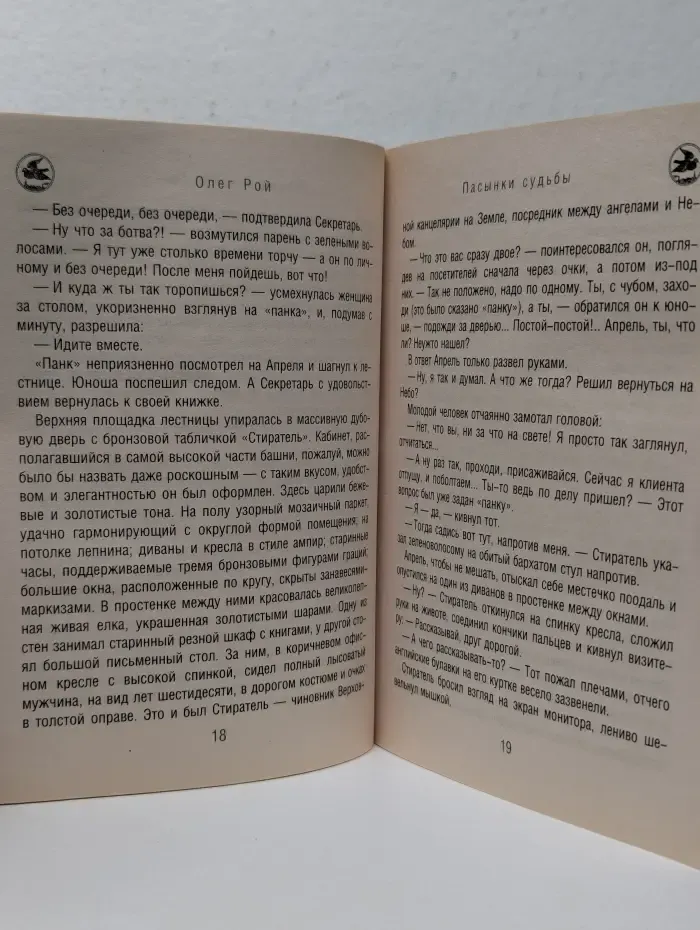 Олег Рой
— Без очереди, без очереди, — подтвердила Секретарь.
— Ну что за ботва?! — возмутился парень с зелеными во-
лосами. — Я тут уже столько времени торчу — а он по лич-
ному и без очереди! После меня пойдешь, вот что!
— И куда ж ты так торопишься? — усмехнулась женщина
за столом, укоризненно взглянув на «панка», и, подумав с
минуту, разрешила:
— Идите вместе.
«Панк» неприязненно посмотрел на Апреля и шагнул к ле-
стнице. Юноша поспешил следом. А Секретарь с удоволь-
ствием вернулась к своей книжке.
Верхняя площадка лестницы упиралась в массивную дубо-
вую дверь с бронзовой табличкой «Стиратель». Кабинет, рас-
полагавшийся в самой высокой части башни, пожалуй, можно
было бы назвать даже роскошным — с таким вкусом, удобст-
вом и элегантностью он был оформлен. Здесь царили беже-
вые и золотистые тона. На полу узорный мозаичный паркет,
удачно гармонирующий с округлой формой помещения; на
потолке лепнина; диваны и кресла в стиле ампир; старинные
часы, поддерживаемые тремя бронзовыми фигурами граций;
большие окна, расположенные по кругу, скрыты занавесями-
маркизами. В простенке между ними красовалась великолеп-
ная живая елка, украшенная золотистыми шарами. Одну из
стен занимал старинный резной шкаф с книгами, у другой сто-
ял большой письменный стол. За ним, в коричневом офис-
ном кресле с высокой спинкой, сидел полный лысоватый
мужчина, на вид лет шестидесяти, в дорогом костюме и очках
в толстой оправе. Это и был Стиратель — чиновник Верхов-
18
Пасынки судьбы
ной канцелярии на Земле, посредник между ангелами и Не-
бом.
— Что это вас сразу двое? — поинтересовался он, погля-
дев на посетителей сначала через очки, а потом из-под
них. — Так не положено, надо по одному. Ты, с чубом, захо-
ди (это было сказано «панку»), а ты, — обратился он к юно-
ше, — подожди за дверью... Постой-постой!.. Апрель, ты, что
ли? Неужто нашел?
В ответ Апрель только развел руками.
— Ну, я так и думал. А что же тогда? Решил вернуться на
Небо?
Молодой человек отчаянно замотал головой:
— Нет, что вы, ни за что на свете! Я просто так заглянул,
отчитаться...
— А ну раз так, проходи, присаживайся. Сейчас я клиента
отпущу, и поболтаем... Ты-то ведь по делу пришел? — Этот
вопрос был уже задан «панку».
— Я — да, — кивнул тот.
— Тогда садись вот тут, напротив меня. — Стиратель ука-
зал зеленоволосому на обитый бархатом стул напротив.
Апрель, чтобы не мешать, отыскал себе местечко поодаль и
опустился на один из диванов в простенке между окнами.
— Ну? — Стиратель откинулся на спинку кресла, сложил
руки на животе, соединил кончики пальцев и кивнул визите-
ру: — Рассказывай, друг дорогой.
— А чего рассказывать-то? — Тот пожал плечами, отчего
английские булавки на его куртке весело зазвенели.
Стиратель бросил взгляд на экран монитора, лениво ше-
вельнул мышкой.
19